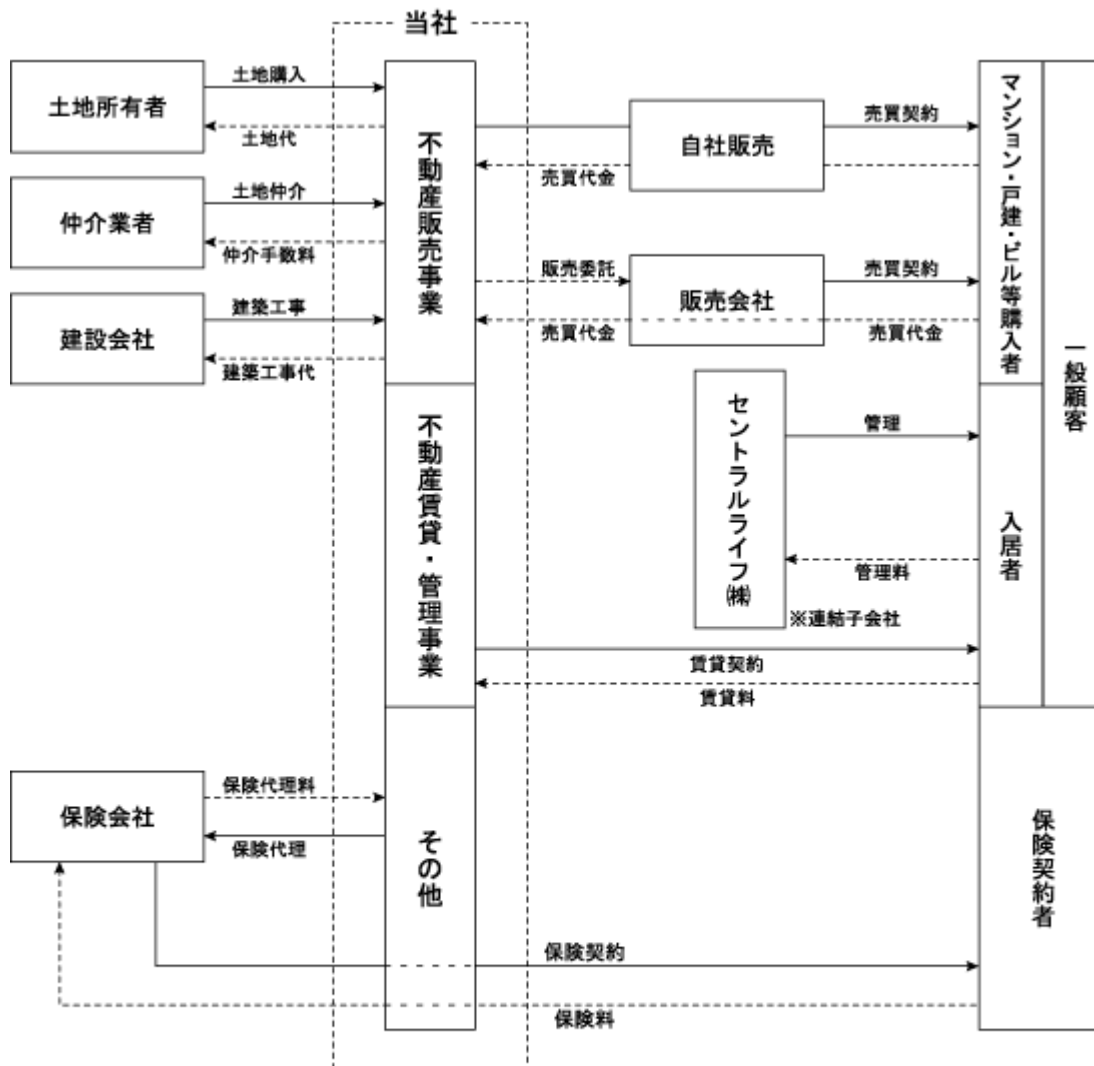 当社
土地所有者
土地購入
土地代
仲介業者
土地仲介
仲介手数料
建設会社
建築工事
建築工事代
不動産販売事業
自社販売
売買契約
売買代金
販売委託
販売会社
売買契約
売買代金
売買代金
マンション・戸建・ビル等購入者
一般顧客
不動産賃貸・管理事業
セントラルライフ㈱
管理
管理料
※連結子会社
入居者
賃貸契約
賃貸料
保険会社
保険代理料
保険代理
その他
保険契約
保険料
保険契約者